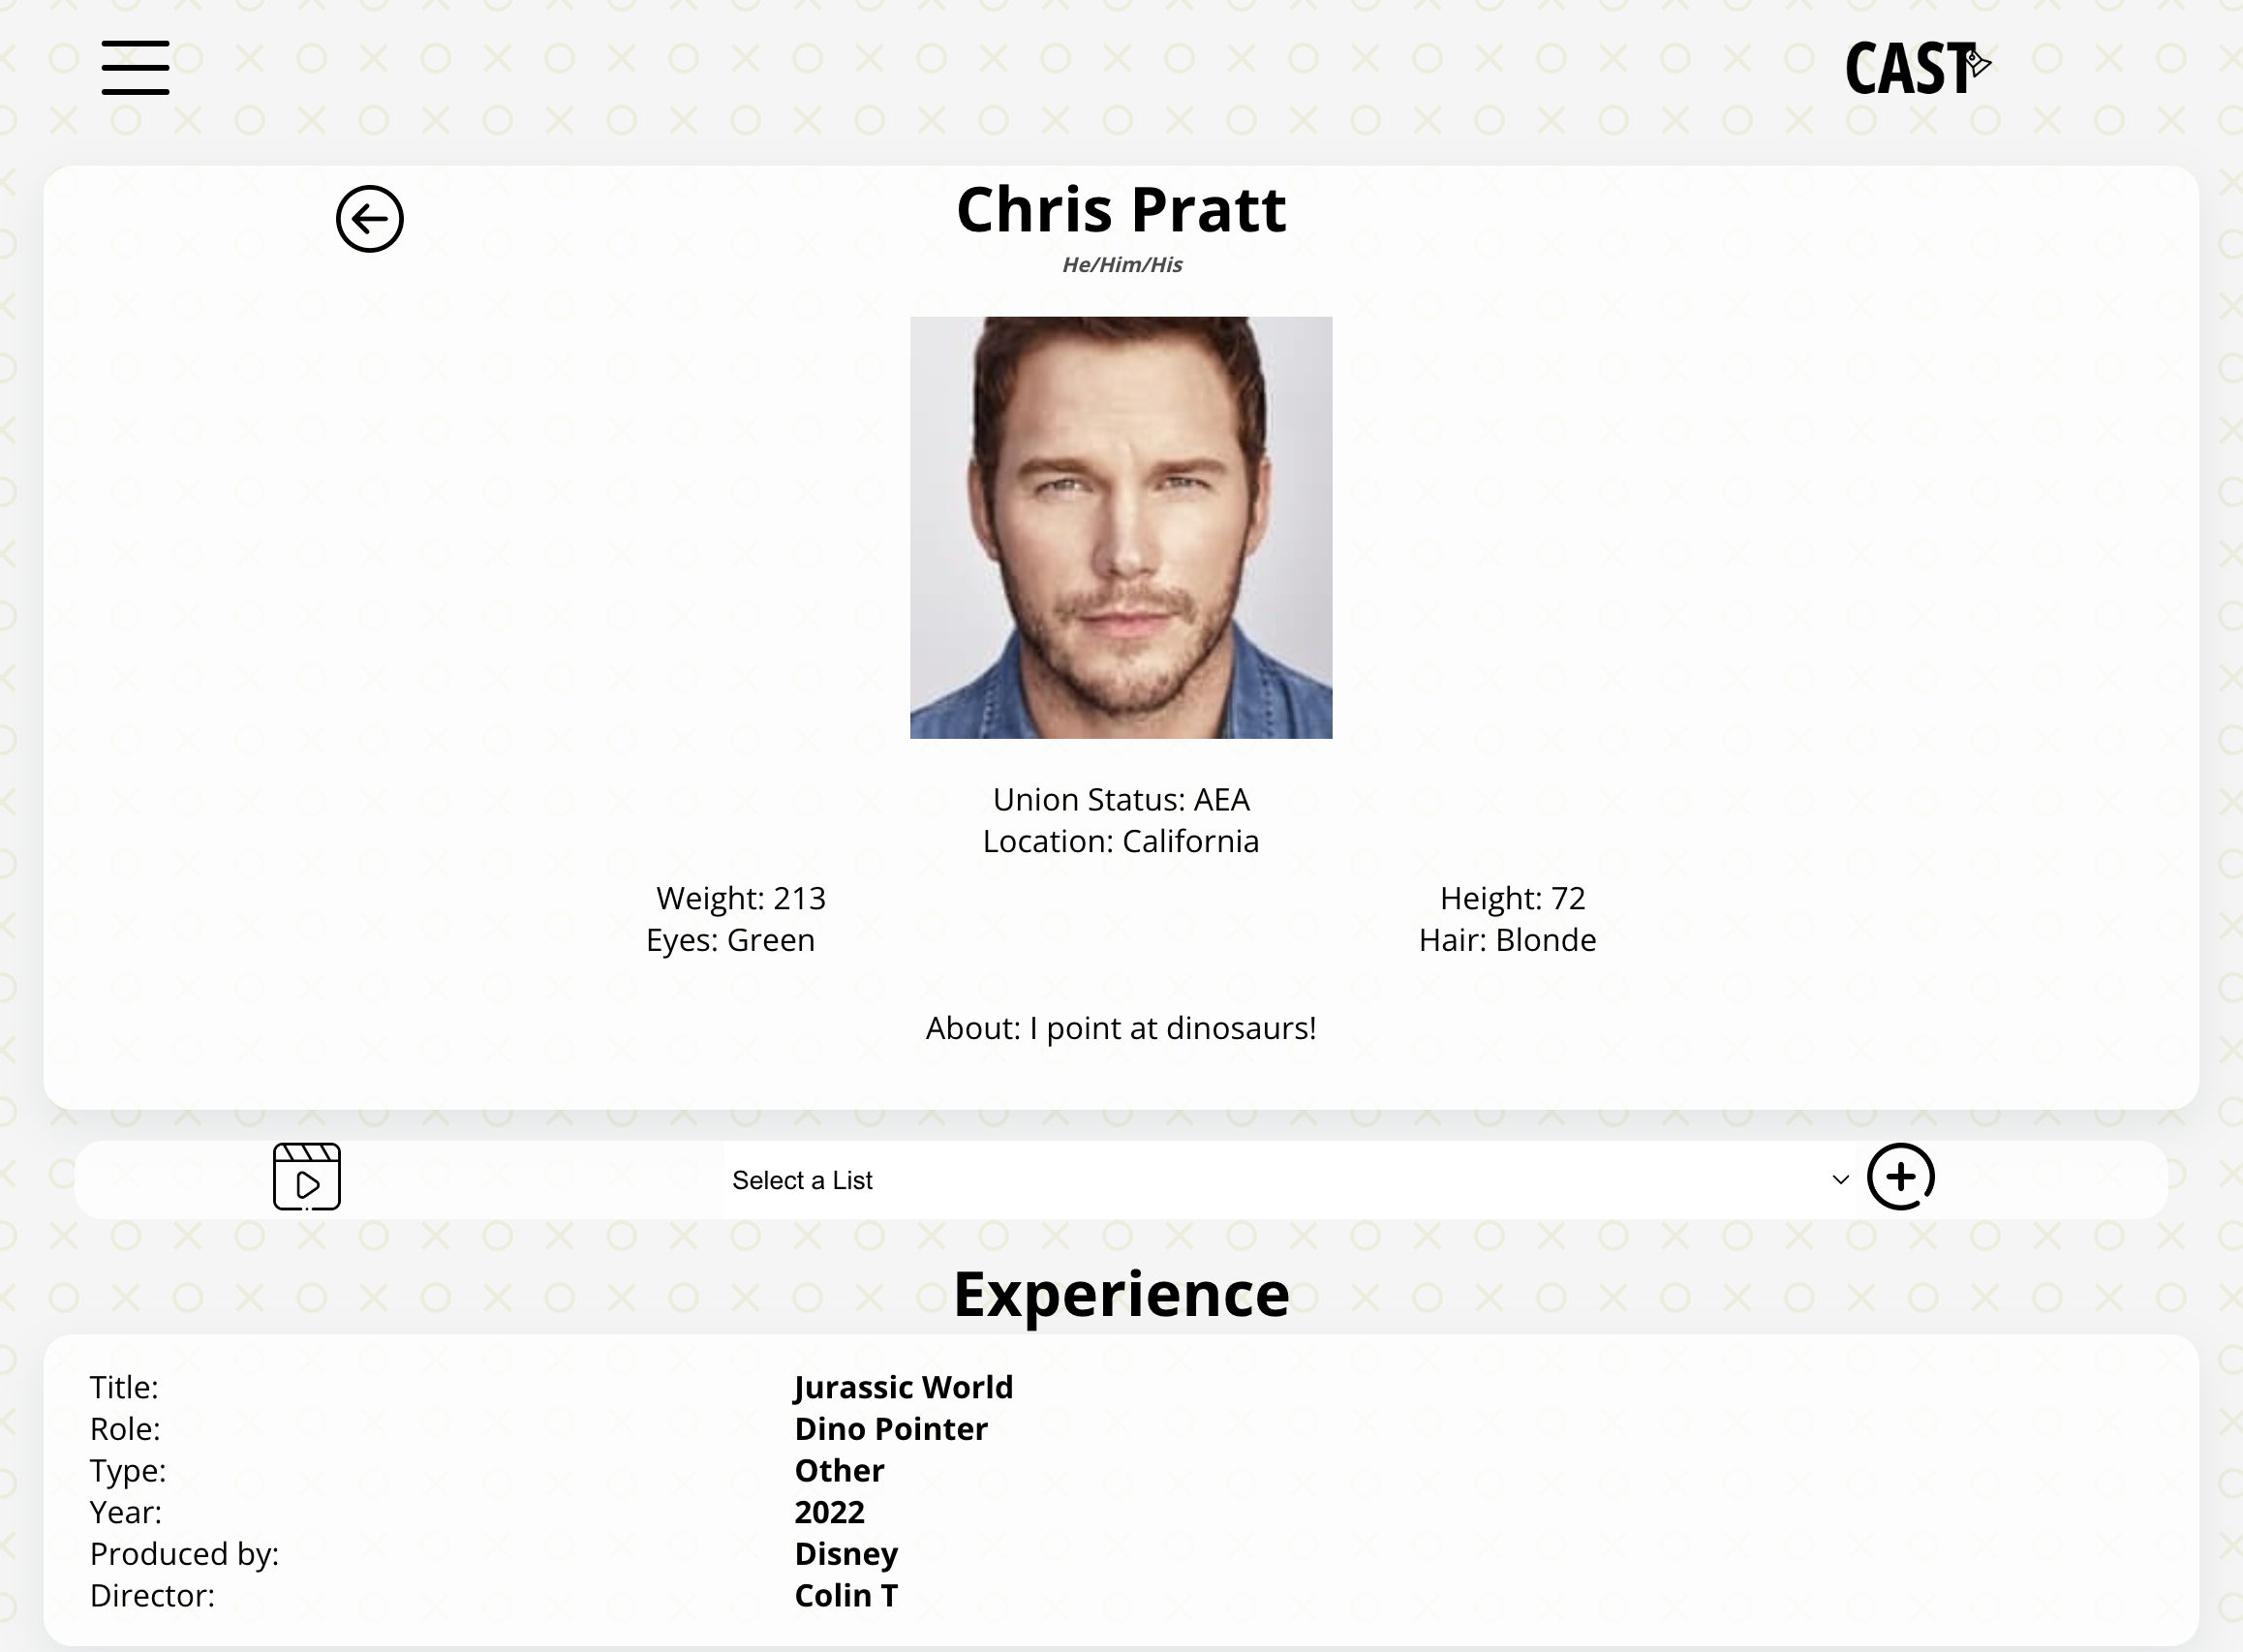 CAST
Chris Pratt
He/Him/His
Union Status: AEA
Location: California
Weight: 213
Height: 72
Eyes: Green
Hair: Blonde
About: I point at dinosaurs!
Select a List
Experience
Title: Jurassic World
Role: Dino Pointer
Type: Other
Year: 2022
Produced by: Disney
Director: Colin T